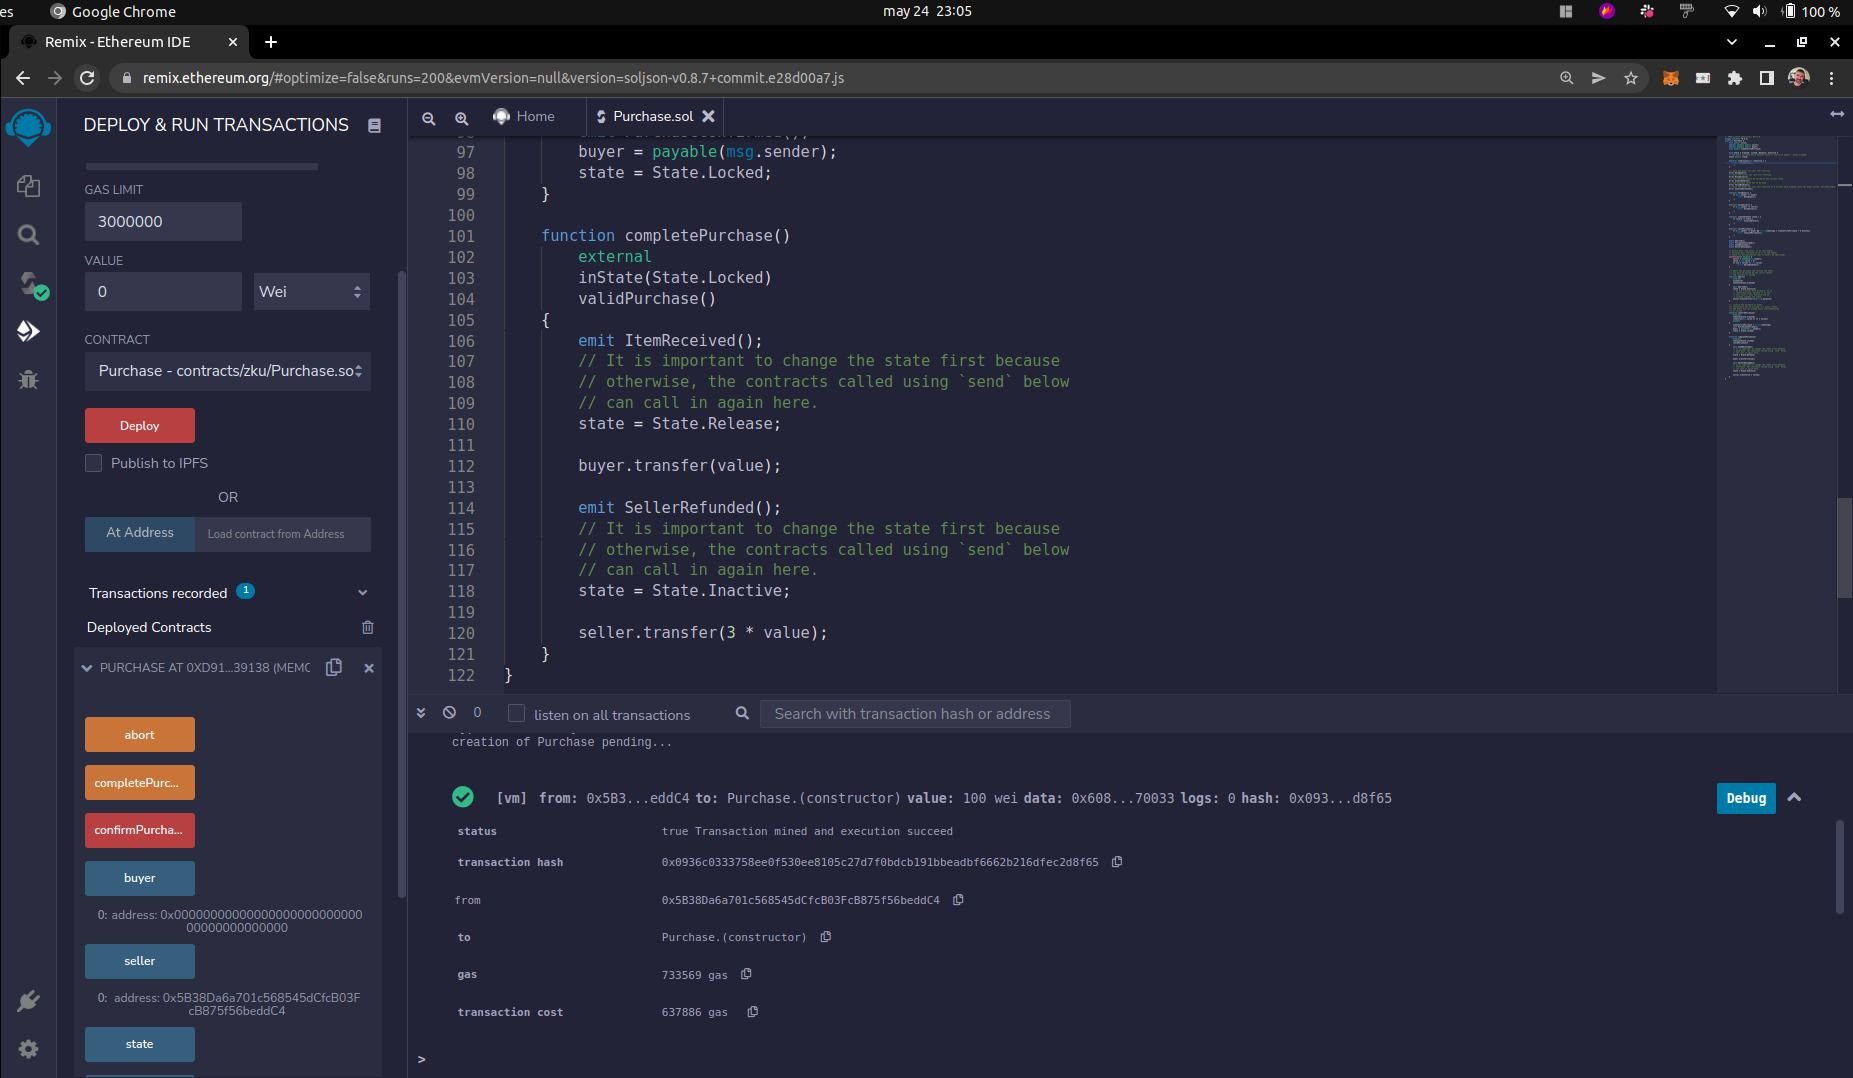 es
Google Chrome
may 24 23:05
100 %
Remix - Ethereum IDE
remix.ethereum.org/#optimize=false&runs=200&evmVersion=null&version=soljson-v0.8.7+commit.e28d00a7.js
DEPLOY & RUN TRANSACTIONS
GAS LIMIT
3000000
VALUE
0
Wei
CONTRACT
Purchase - contracts/zku/Purchase.so
Deploy
Publish to IPFS
OR
At Address
Load contract from Address
Transactions recorded 1
Deployed Contracts
PURCHASE AT 0XD91...39138 (MEMC
abort
completePurc...
confirmPurcha...
buyer
0: address: 0x00000000000000000000000000
00000000000000
seller
0: address: 0x5B38Da6a701c568545dCfcB03F
cB875f56beddC4
state
Home
Purchase.sol
97 buyer = payable(msg.sender);
98 state = State.Locked;
99 }
100
101 function completePurchase()
102 external
103 inState(State.Locked)
104 validPurchase()
105 {
106 emit ItemReceived();
107 // It is important to change the state first because
108 // otherwise, the contracts called using `send` below
109 // can call in again here.
110 state = State.Release;
111
112 buyer.transfer(value);
113
114 emit SellerRefunded();
115 // It is important to change the state first because
116 // otherwise, the contracts called using `send` below
117 // can call in again here.
118 state = State.Inactive;
119
120 seller.transfer(3 * value);
121 }
122 }
0
listen on all transactions
Search with transaction hash or address
creation of Purchase pending...
[vm] from: 0x5B3...eddC4 to: Purchase.(constructor) value: 100 wei data: 0x608...70033 logs: 0 hash: 0x093...d8f65
Debug
status true Transaction mined and execution succeed
transaction hash 0x0936c0333758ee0f530ee8105c27d7f0bdcb191bbeadbf6662b216dfec2d8f65
from 0x5B38Da6a701c568545dCfcB03FcB875f56beddC4
to Purchase.(constructor)
gas 733569 gas
transaction cost 637886 gas
>